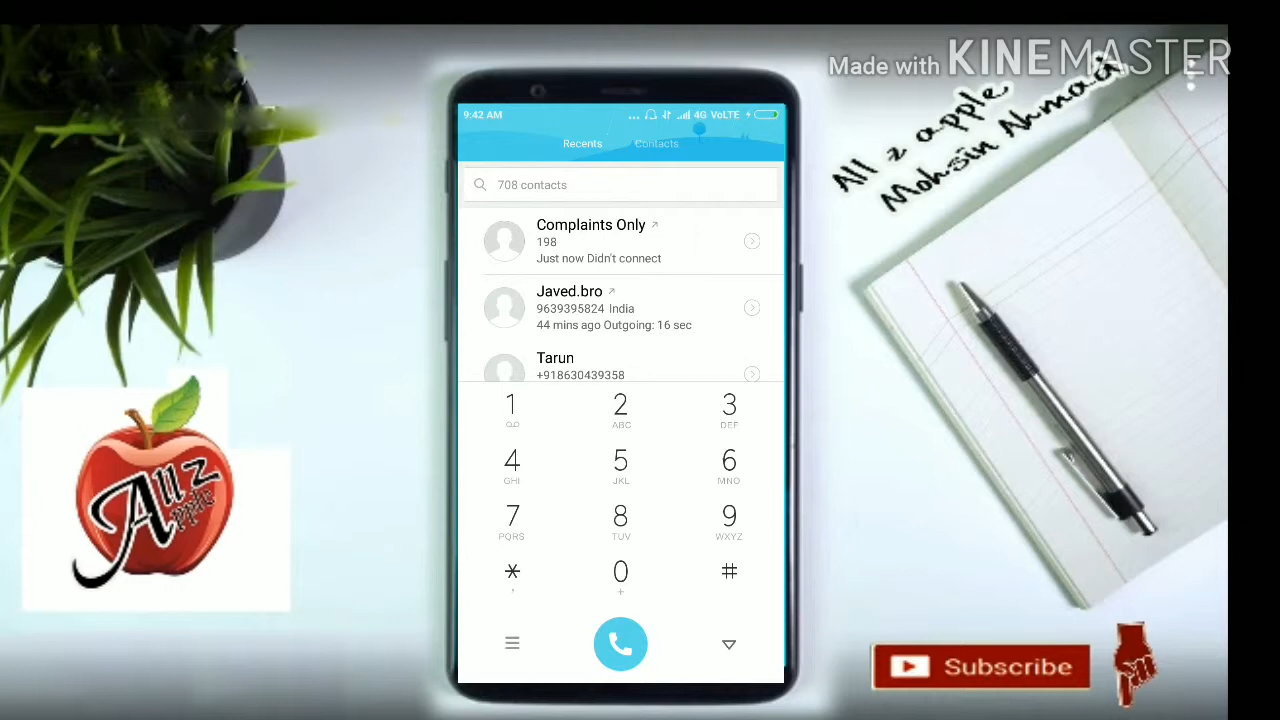 Made with KINEMASTER
All z apple
Mohsin Ahmad
9:42 AM
4G VoLTE
Recents
Contacts
708 contacts
Complaints Only
198
Just now Didn't connect
Javed.bro
9639395824 India
44 mins ago Outgoing: 16 sec
Tarun
+918630439358
1
2 ABC
3 DEF
4 GHI
5 JKL
6 MNO
7 PQRS
8 TUV
9 WXYZ
* ,
0 +
#
All z
Apple
Subscribe